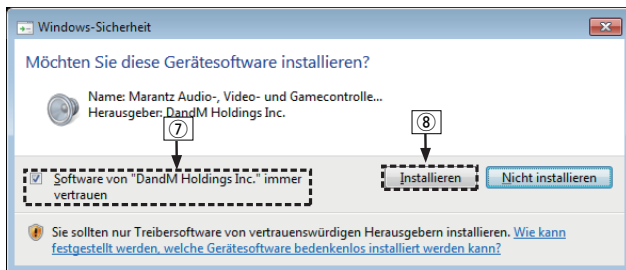 Windows-Sicherheit
Möchten Sie diese Gerätesoftware installieren?
Name: Marantz Audio-, Video- und Gamecontrolle...
Herausgeber: DandM Holdings Inc.
⑦
⑧
Software von "DandM Holdings Inc." immer
vertrauen
Installieren
Nicht installieren
Sie sollten nur Treibersoftware von vertrauenswürdigen Herausgebern installieren. Wie kann
festgestellt werden, welche Gerätesoftware bedenkenlos installiert werden kann?